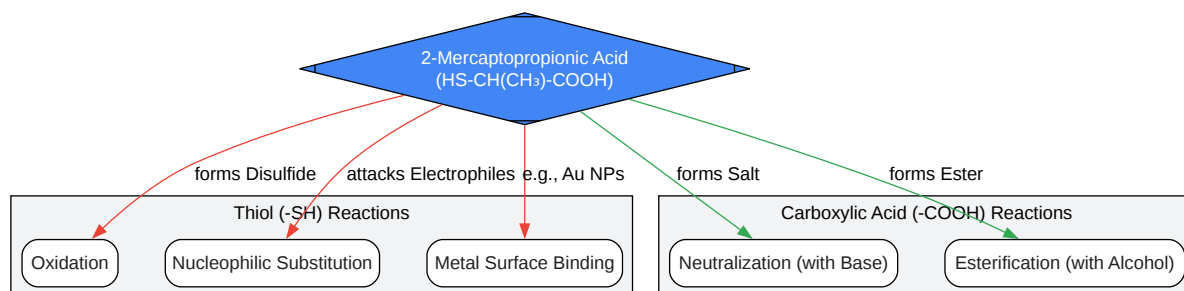 2-Mercaptopropionic Acid
(HS-CH(CH₃)-COOH)
forms Disulfide
attacks Electrophiles
e.g., Au NPs
forms Salt
forms Ester
Thiol (-SH) Reactions
Carboxylic Acid (-COOH) Reactions
Oxidation
Nucleophilic Substitution
Metal Surface Binding
Neutralization (with Base)
Esterification (with Alcohol)